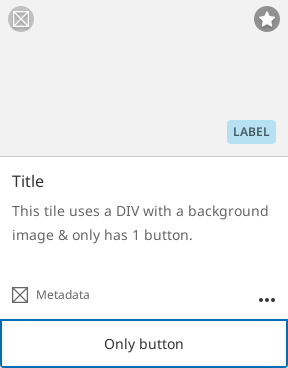 LABEL
Title
This tile uses a DIV with a background
image & only has 1 button.
Metadata
Only button